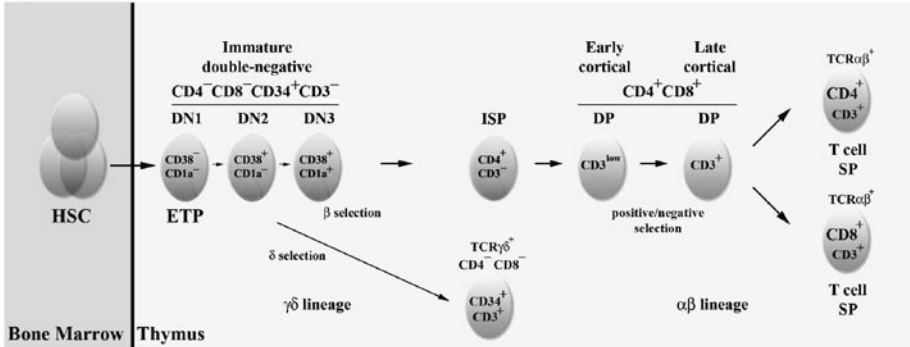 Immature
double-negative
CD4⁻CD8⁻CD34⁺CD3⁻
DN1 DN2 DN3
CD38⁻
CD1a⁻
CD38⁺
CD1a⁻
CD38⁺
CD1a⁺
HSC
ETP
β selection
δ selection
ISP
CD4⁺
CD3⁻
TCRγδ⁺
CD4⁻ CD8⁻
CD34⁺
CD3⁺
γδ lineage
Early
cortical
Late
cortical
CD4⁺CD8⁺
DP DP
CD3ˡᵒʷ
CD3⁺
positive/negative
selection
αβ lineage
TCRαβ⁺
CD4⁺
CD3⁺
T cell
SP
TCRαβ⁺
CD8⁺
CD3⁺
T cell
SP
Bone Marrow
Thymus